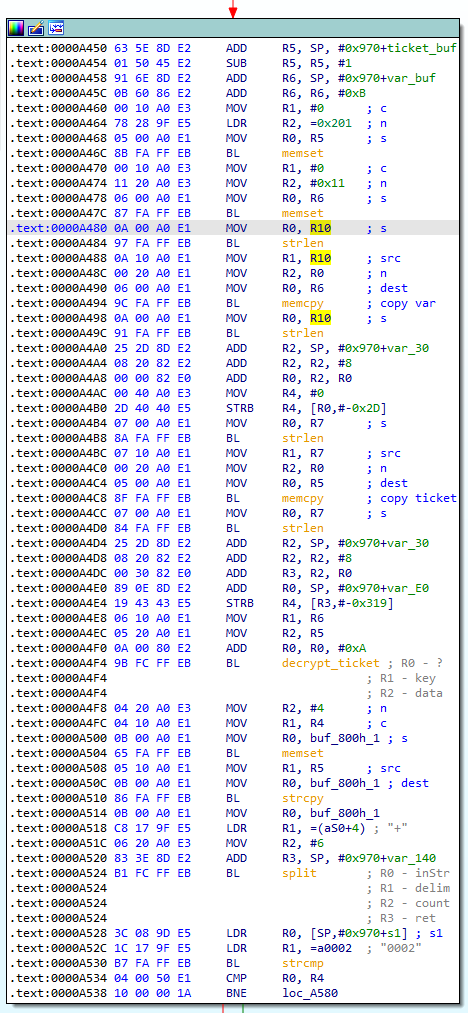 .text:0000A450 63 5E 8D E2 ADD R5, SP, #0x970+ticket_buf
.text:0000A454 01 50 45 E2 SUB R5, R5, #1
.text:0000A458 91 6E 8D E2 ADD R6, SP, #0x970+var_buf
.text:0000A45C 0B 60 86 E2 ADD R6, R6, #0xB
.text:0000A460 00 10 A0 E3 MOV R1, #0 ; c
.text:0000A464 78 28 9F E5 LDR R2, =0x201 ; n
.text:0000A468 05 00 A0 E1 MOV R0, R5 ; s
.text:0000A46C 8B FA FF EB BL memset
.text:0000A470 00 10 A0 E3 MOV R1, #0 ; c
.text:0000A474 11 20 A0 E3 MOV R2, #0x11 ; n
.text:0000A478 06 00 A0 E1 MOV R0, R6 ; s
.text:0000A47C 87 FA FF EB BL memset
.text:0000A480 0A 00 A0 E1 MOV R0, R10 ; s
.text:0000A484 97 FA FF EB BL strlen
.text:0000A488 0A 10 A0 E1 MOV R1, R10 ; src
.text:0000A48C 00 20 A0 E1 MOV R2, R0 ; n
.text:0000A490 06 00 A0 E1 MOV R0, R6 ; dest
.text:0000A494 9C FA FF EB BL memcpy ; copy var
.text:0000A498 0A 00 A0 E1 MOV R0, R10 ; s
.text:0000A49C 91 FA FF EB BL strlen
.text:0000A4A0 25 2D 8D E2 ADD R2, SP, #0x970+var_30
.text:0000A4A4 08 20 82 E2 ADD R2, R2, #8
.text:0000A4A8 00 00 82 E0 ADD R0, R2, R0
.text:0000A4AC 00 40 A0 E3 MOV R4, #0
.text:0000A4B0 2D 40 40 E5 STRB R4, [R0,#-0x2D]
.text:0000A4B4 07 00 A0 E1 MOV R0, R7 ; s
.text:0000A4B8 8A FA FF EB BL strlen
.text:0000A4BC 07 10 A0 E1 MOV R1, R7 ; src
.text:0000A4C0 00 20 A0 E1 MOV R2, R0 ; n
.text:0000A4C4 05 00 A0 E1 MOV R0, R5 ; dest
.text:0000A4C8 8F FA FF EB BL memcpy ; copy ticket
.text:0000A4CC 07 00 A0 E1 MOV R0, R7 ; s
.text:0000A4D0 84 FA FF EB BL strlen
.text:0000A4D4 25 2D 8D E2 ADD R2, SP, #0x970+var_30
.text:0000A4D8 08 20 82 E2 ADD R2, R2, #8
.text:0000A4DC 00 30 82 E0 ADD R3, R2, R0
.text:0000A4E0 89 0E 8D E2 ADD R0, SP, #0x970+var_E0
.text:0000A4E4 19 43 43 E5 STRB R4, [R3,#-0x319]
.text:0000A4E8 06 10 A0 E1 MOV R1, R6
.text:0000A4EC 05 20 A0 E1 MOV R2, R5
.text:0000A4F0 0A 00 80 E2 ADD R0, R0, #0xA
.text:0000A4F4 9B FC FF EB BL decrypt_ticket ; R0 - ?
.text:0000A4F4 ; R1 - key
.text:0000A4F4 ; R2 - data
.text:0000A4F8 04 20 A0 E3 MOV R2, #4 ; n
.text:0000A4FC 04 10 A0 E1 MOV R1, R4 ; c
.text:0000A500 0B 00 A0 E1 MOV R0, buf_800h_1 ; s
.text:0000A504 65 FA FF EB BL memset
.text:0000A508 05 10 A0 E1 MOV R1, R5 ; src
.text:0000A50C 0B 00 A0 E1 MOV R0, buf_800h_1 ; dest
.text:0000A510 86 FA FF EB BL strcpy
.text:0000A514 0B 00 A0 E1 MOV R0, buf_800h_1
.text:0000A518 C8 17 9F E5 LDR R1, =(aS0+4) ; "+"
.text:0000A51C 06 20 A0 E3 MOV R2, #6
.text:0000A520 83 3E 8D E2 ADD R3, SP, #0x970+var_140
.text:0000A524 B1 FC FF EB BL split ; R0 - inStr
.text:0000A524 ; R1 - delim
.text:0000A524 ; R2 - count
.text:0000A524 ; R3 - ret
.text:0000A528 3C 08 9D E5 LDR R0, [SP,#0x970+s1] ; s1
.text:0000A52C 1C 17 9F E5 LDR R1, =a0002 ; "0002"
.text:0000A530 B7 FA FF EB BL strcmp
.text:0000A534 04 00 50 E1 CMP R0, R4
.text:0000A538 10 00 00 1A BNE loc_A580